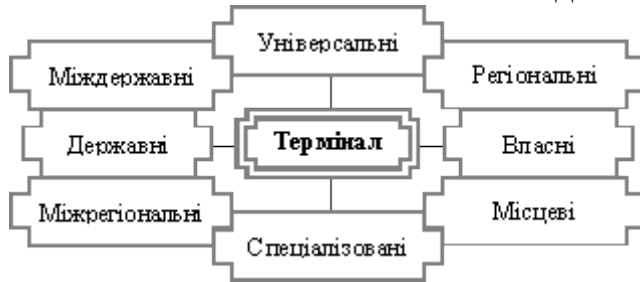 Універсальні
Міждержавні
Регіональні
Державні
Термінал
Власні
Міжрегіональні
Місцеві
Спеціалізовані